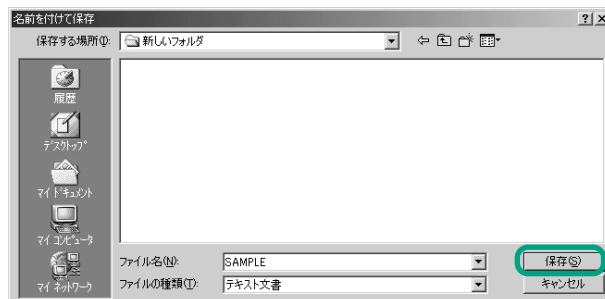 名前を付けて保存
保存する場所(I): 新しいフォルダ
履歴
デスクトップ
マイ ドキュメント
マイ コンピュータ
マイ ネットワーク
ファイル名(N): SAMPLE 保存(S)
ファイルの種類(T): テキスト文書 キャンセル